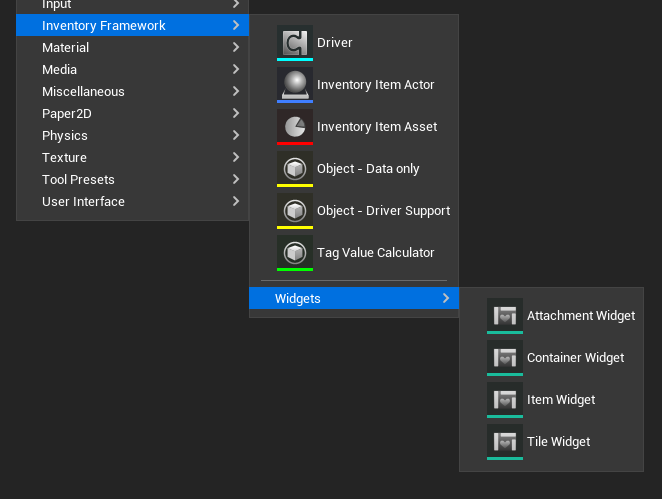 Input
Inventory Framework
Material
Media
Miscellaneous
Paper2D
Physics
Texture
Tool Presets
User Interface
Driver
Inventory Item Actor
Inventory Item Asset
Object - Data only
Object - Driver Support
Tag Value Calculator
Widgets
Attachment Widget
Container Widget
Item Widget
Tile Widget